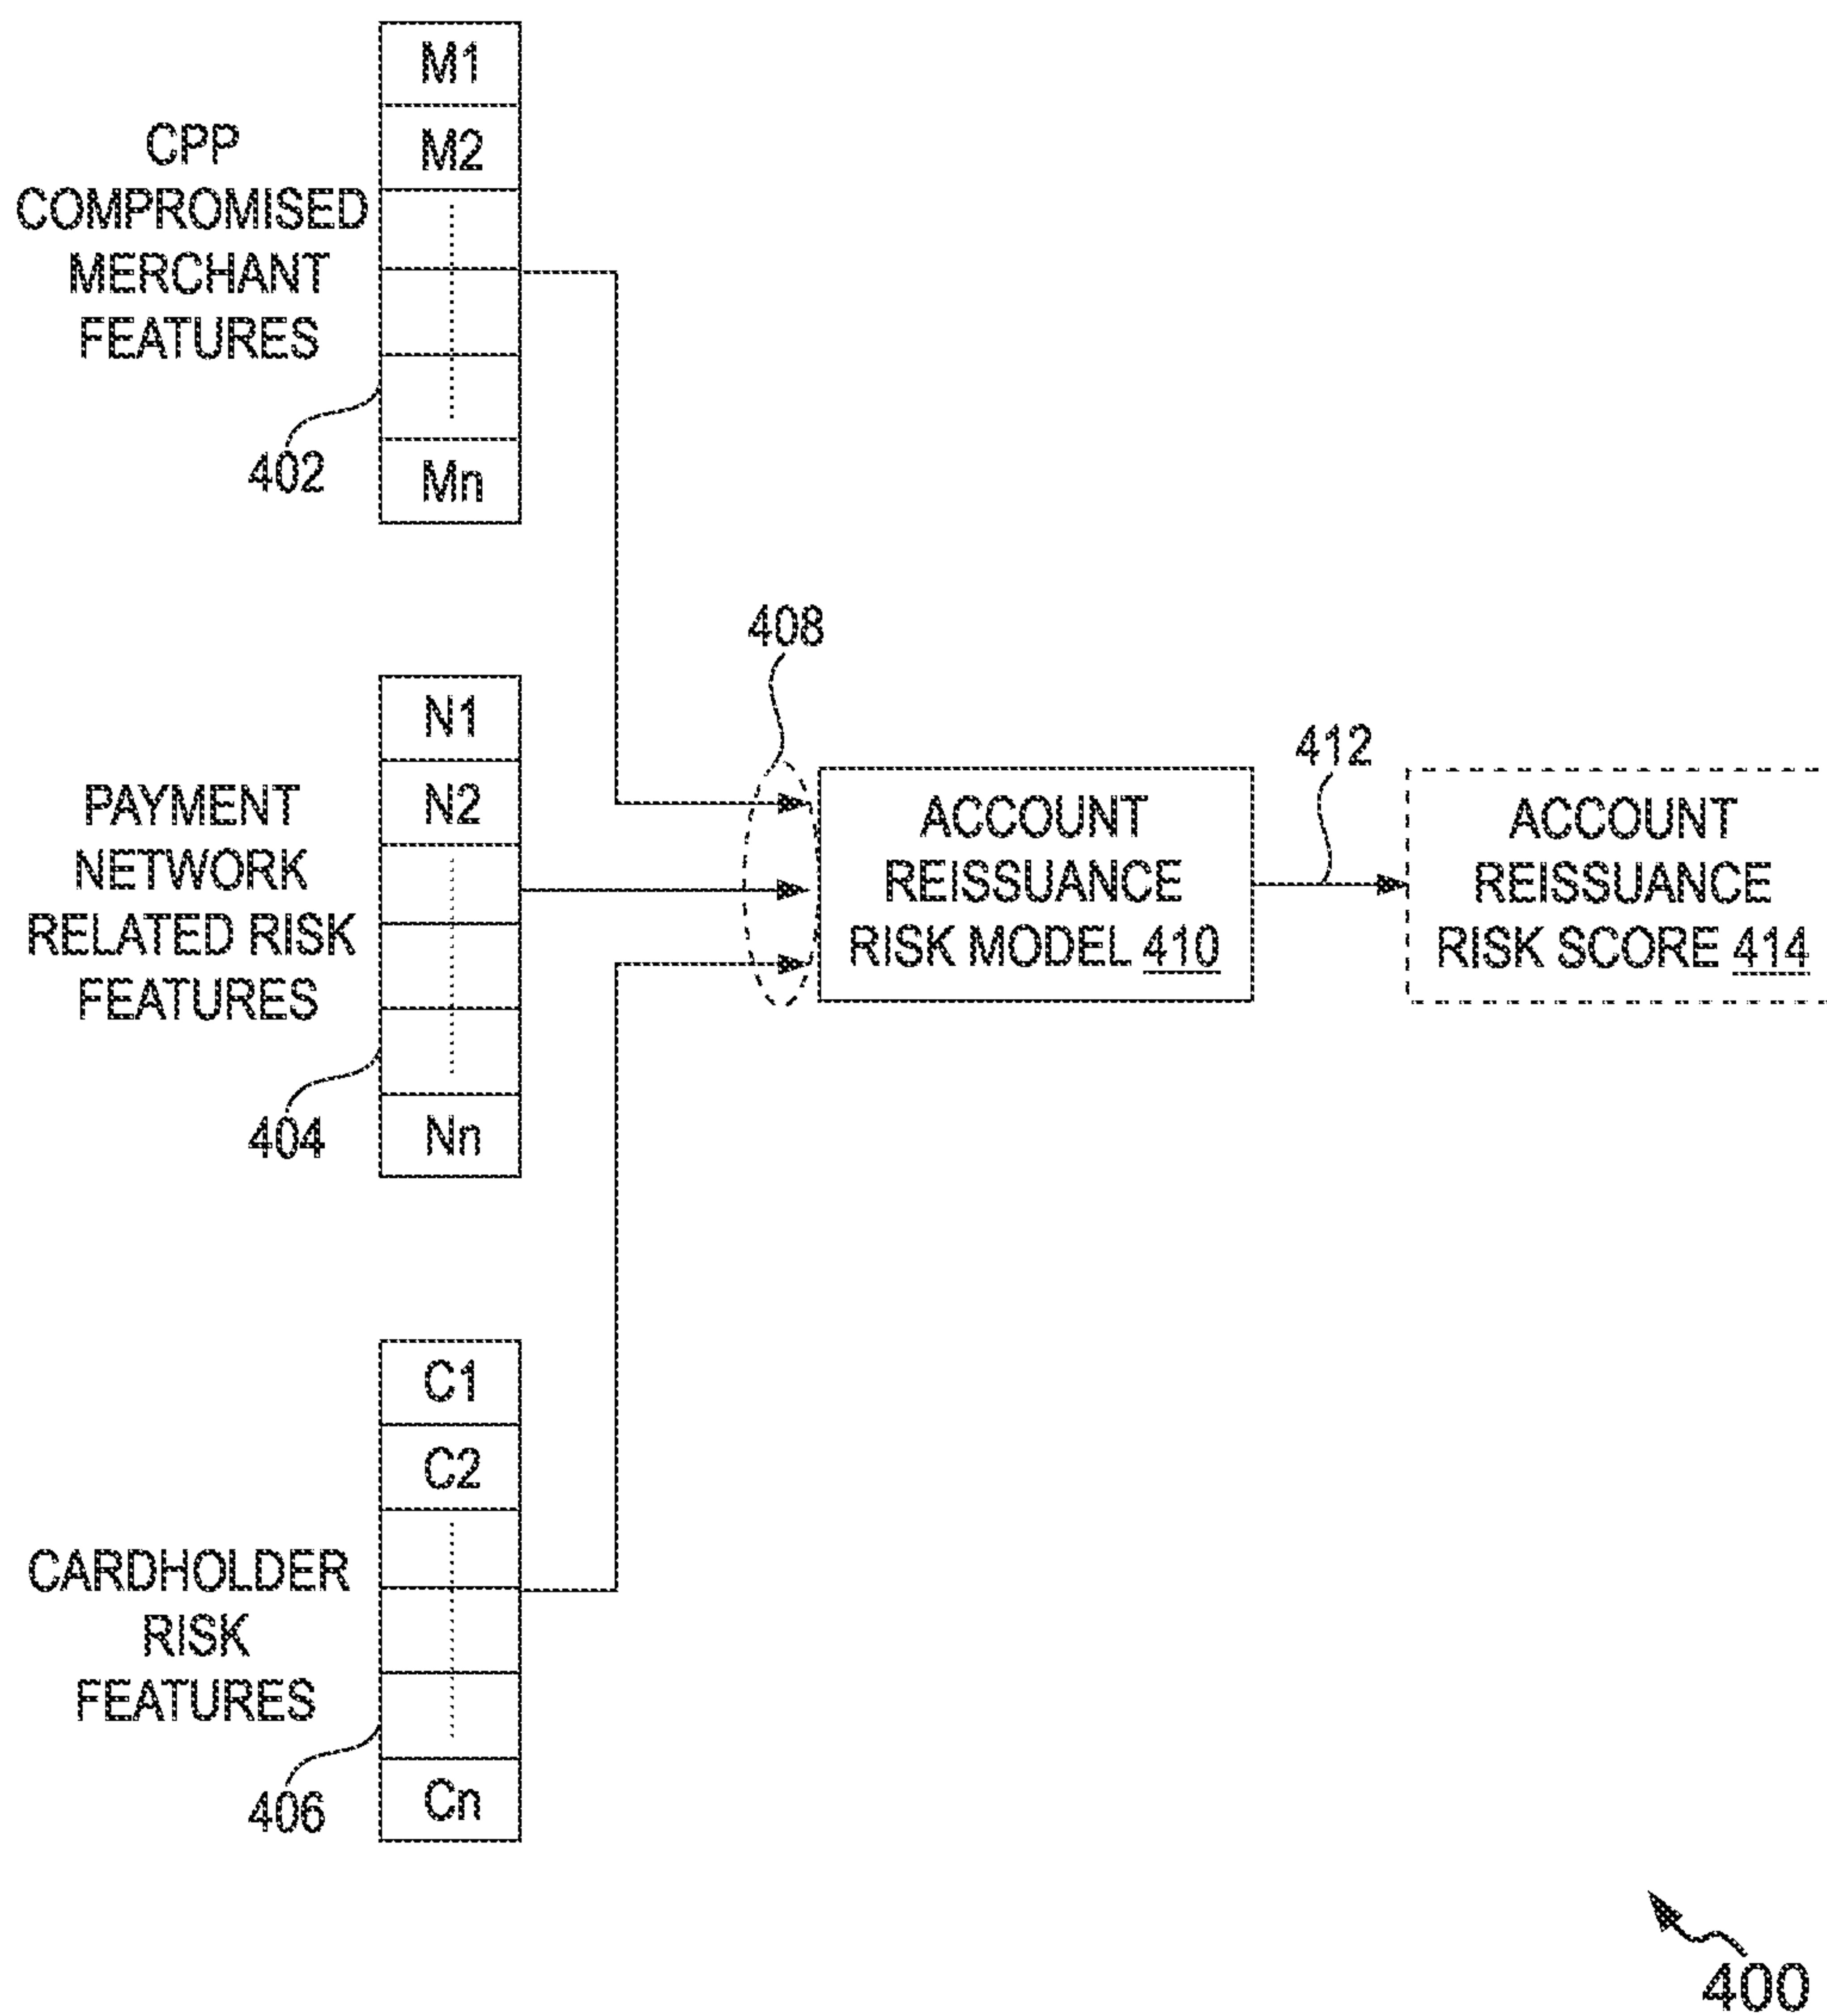 M1
M2
Mn
CPP
COMPROMISED
MERCHANT
FEATURES
402
N1
N2
Nn
PAYMENT
NETWORK
RELATED RISK
FEATURES
404
408
ACCOUNT
REISSUANCE
RISK MODEL 410
412
ACCOUNT
REISSUANCE
RISK SCORE 414
C1
C2
Cn
CARDHOLDER
RISK
FEATURES
406
400